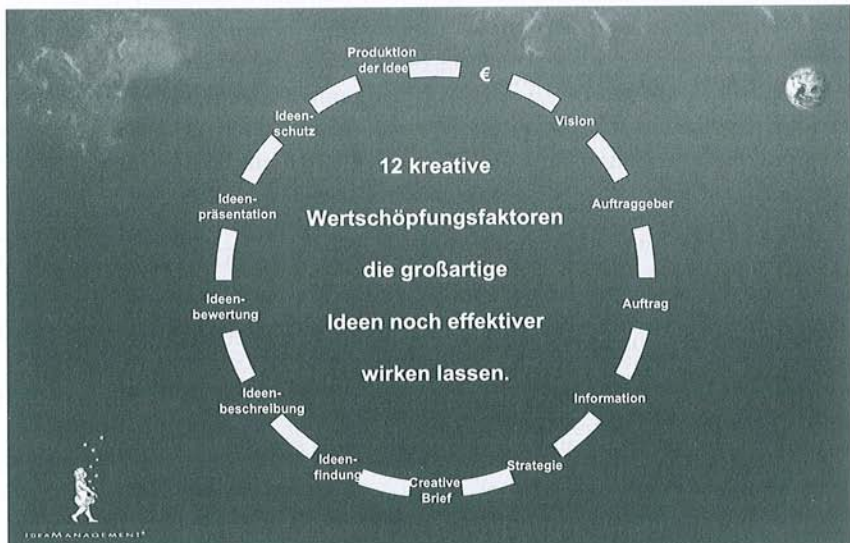 Produktion
der Idee
€
Vision
Auftraggeber
Auftrag
Information
Strategie
Creative
Brief
Ideen-
findung
Ideen-
beschreibung
Ideen-
bewertung
Ideen-
präsentation
Ideen-
schutz
12 kreative
Wertschöpfungsfaktoren
die großartige
Ideen noch effektiver
wirken lassen.
IDEAMANAGEMENT®